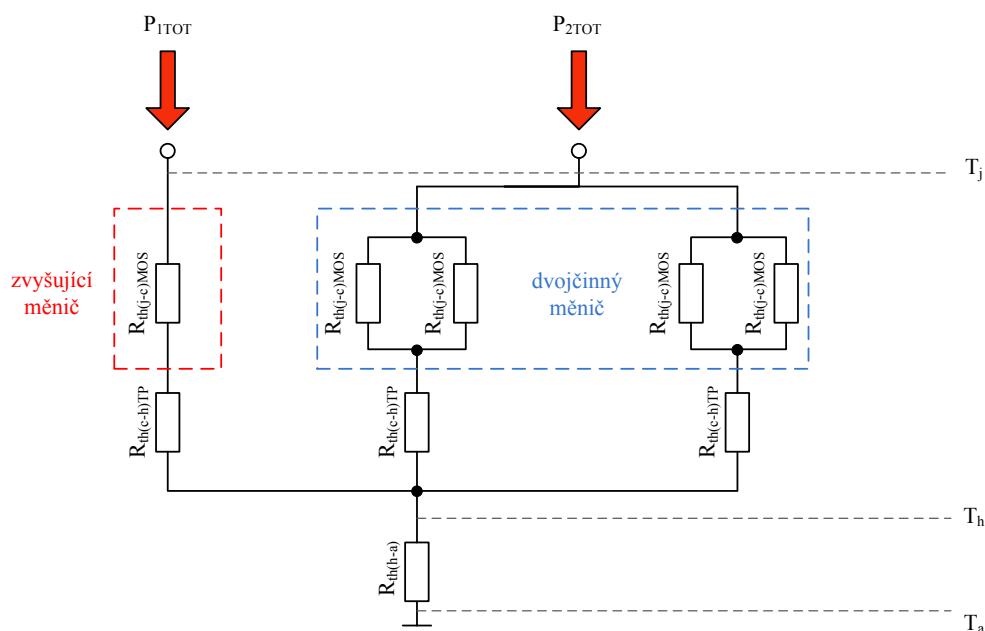 P1TOT
P2TOT
Tj
zvyšující
měnič
Rth(j-c)MOS
Rth(j-c)MOS
Rth(j-c)MOS
dvojčinný
měnič
Rth(j-c)MOS
Rth(j-c)MOS
Rth(c-h)TP
Rth(c-h)TP
Rth(c-h)TP
Th
Rth(h-a)
Ta